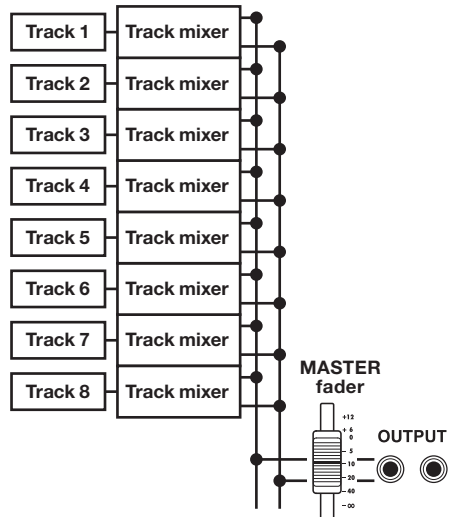 Track 1 Track mixer
Track 2 Track mixer
Track 3 Track mixer
Track 4 Track mixer
Track 5 Track mixer
Track 6 Track mixer
Track 7 Track mixer
Track 8 Track mixer
MASTER
fader
OUTPUT
+12
+ 6
0
- 5
- 10
- 20
- 40
- ∞